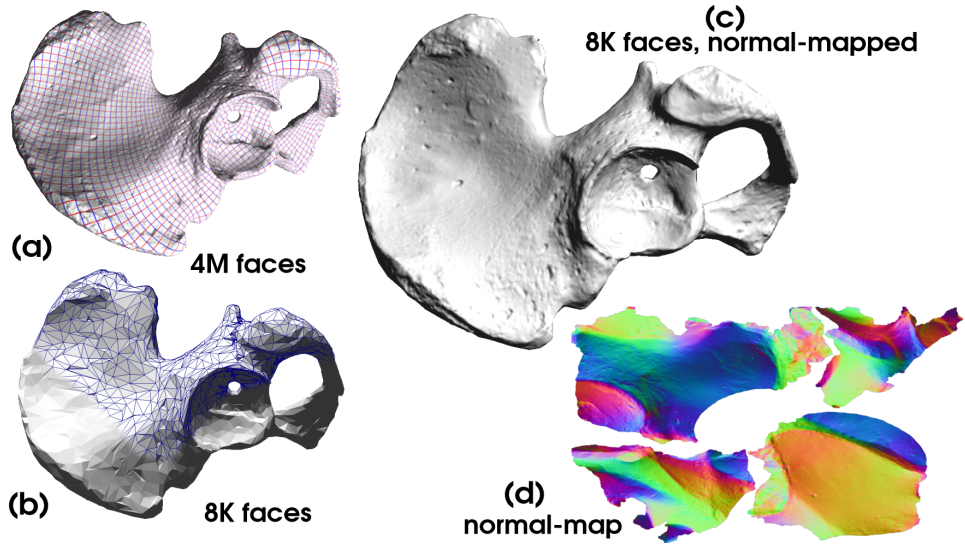 (a)
4M faces
(b)
8K faces
(c)
8K faces, normal-mapped
(d)
normal-map